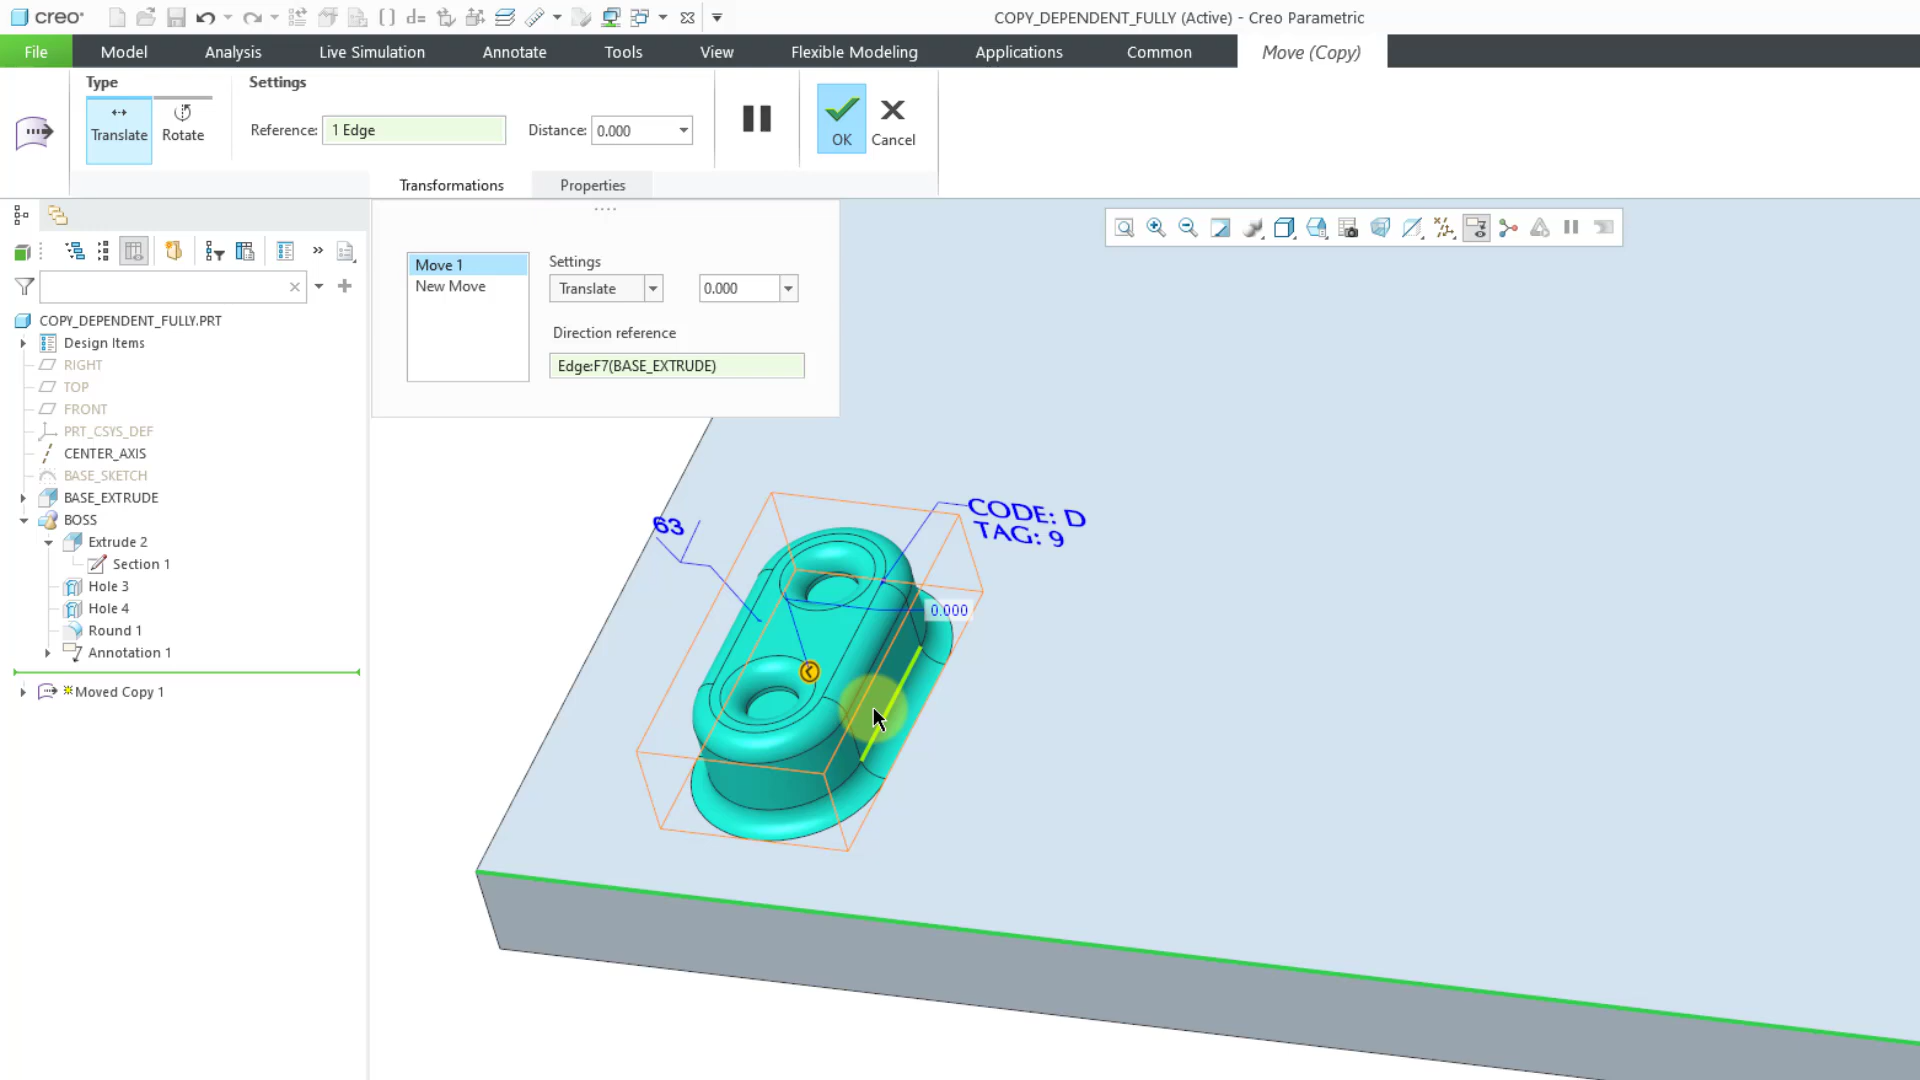 creo
COPY_DEPENDENT_FULLY (Active) - Creo Parametric
File Model Analysis Live Simulation Annotate Tools View Flexible Modeling Applications Common Move (Copy)
Type Settings
Translate Rotate Reference: 1 Edge Distance: 0.000 OK Cancel
Transformations Properties
Move 1
New Move
Settings
Translate 0.000
Direction reference
Edge:F7(BASE_EXTRUDE)
COPY_DEPENDENT_FULLY.PRT
Design Items
RIGHT
TOP
FRONT
PRT_CSYS_DEF
CENTER_AXIS
BASE_SKETCH
BASE_EXTRUDE
BOSS
Extrude 2
Section 1
Hole 3
Hole 4
Round 1
Annotation 1
Moved Copy 1
63
CODE: D
TAG: 9
0.000